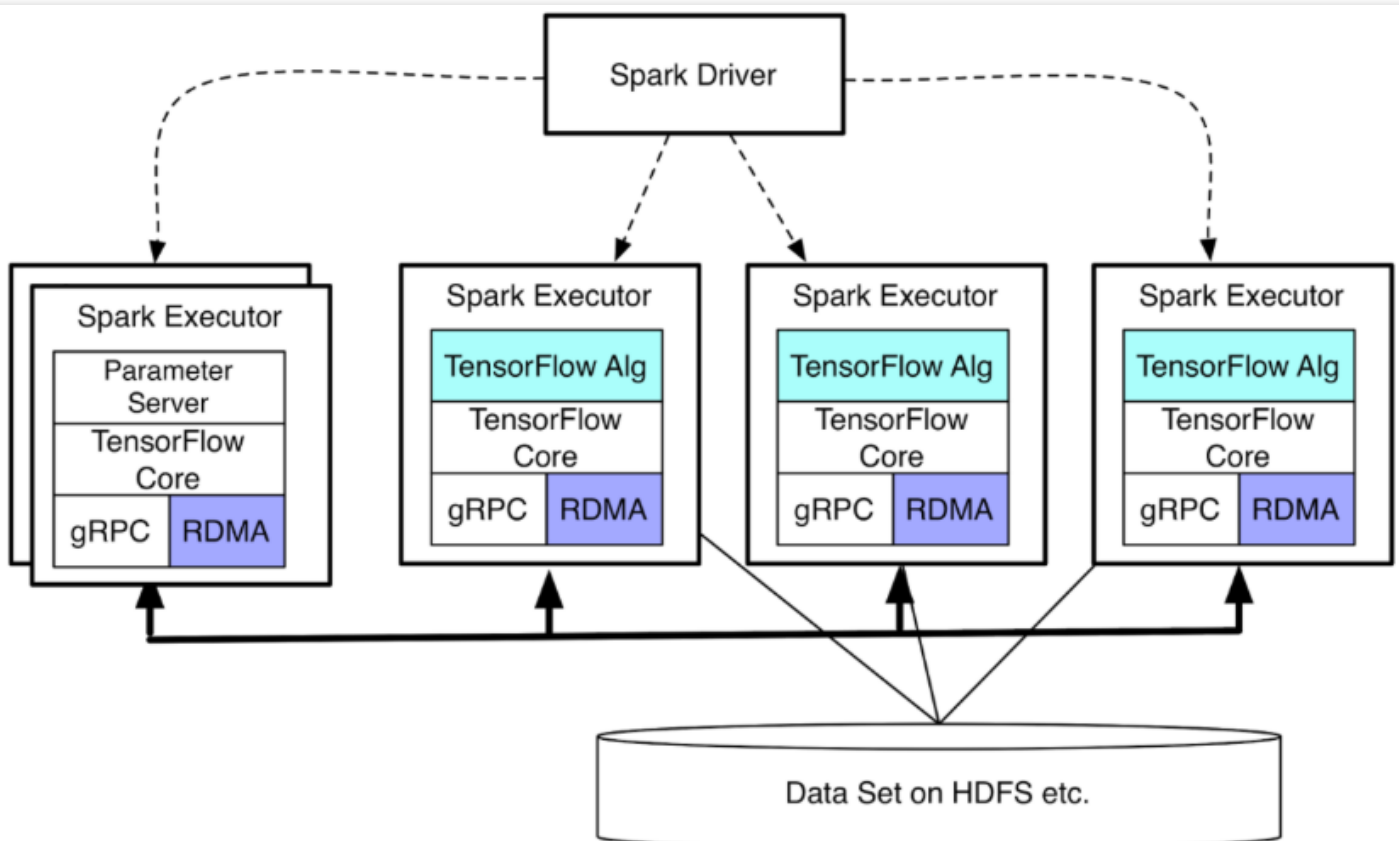 Spark Driver
Spark Executor
Parameter
Server
TensorFlow
Core
gRPC RDMA
Spark Executor
TensorFlow Alg
TensorFlow
Core
gRPC RDMA
Spark Executor
TensorFlow Alg
TensorFlow
Core
gRPC RDMA
Spark Executor
TensorFlow Alg
TensorFlow
Core
gRPC RDMA
Data Set on HDFS etc.